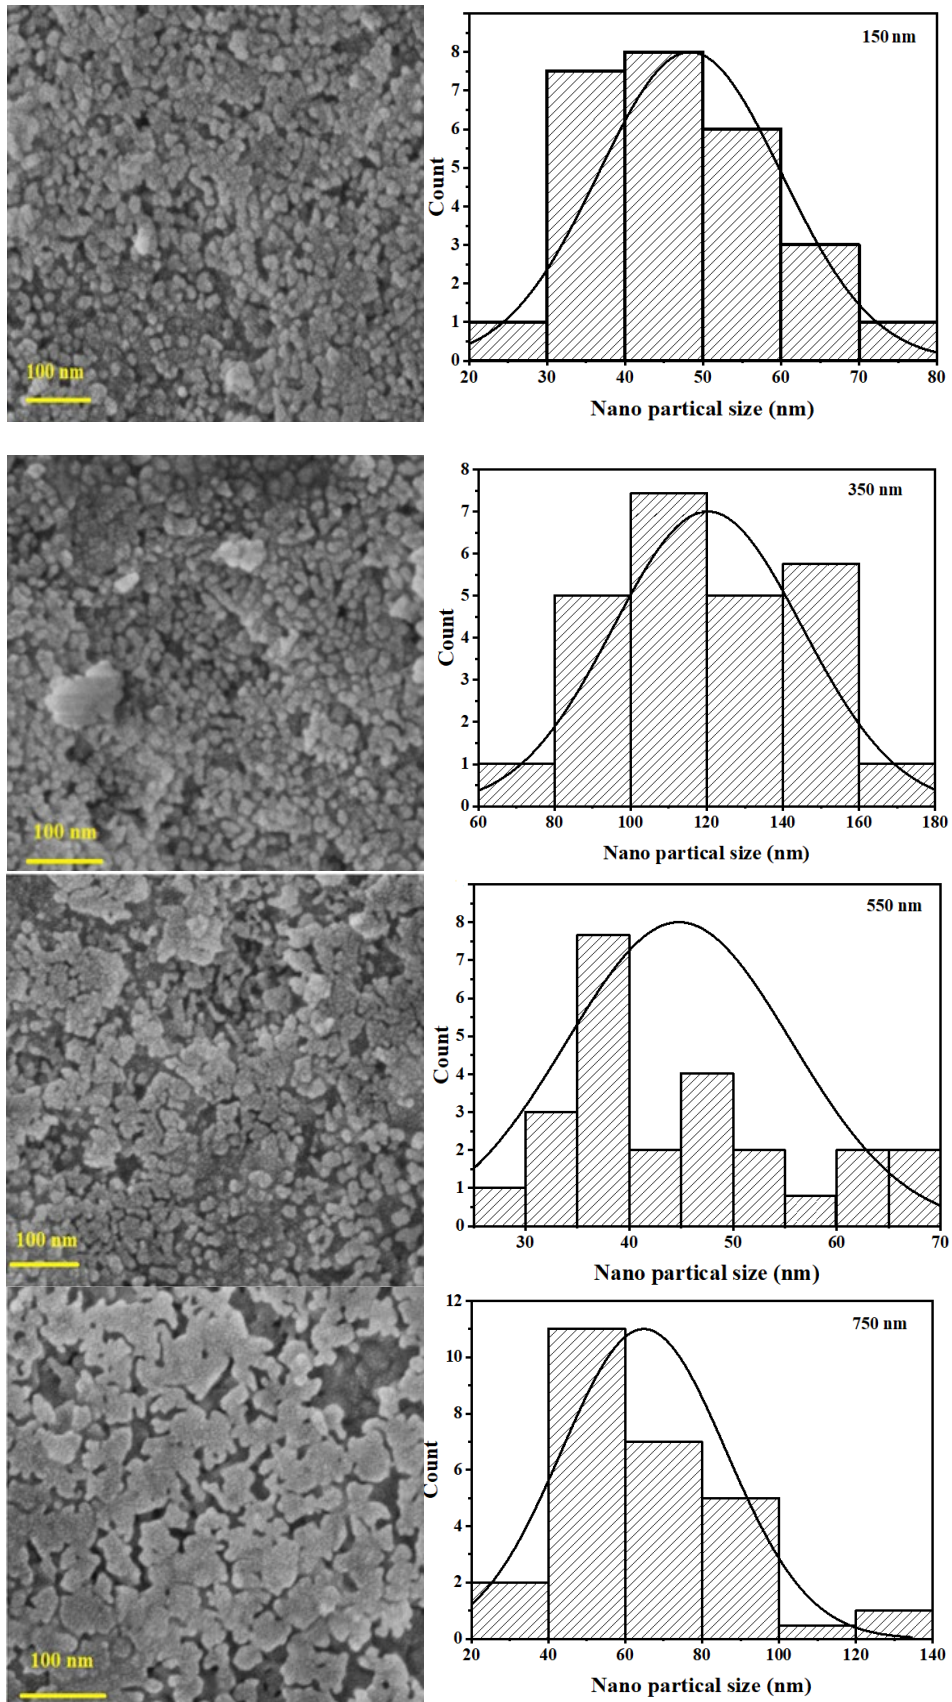 100 nm
150 nm
Count
8
7
6
5
4
3
2
1
0
20 30 40 50 60 70 80
Nano partical size (nm)
100 nm
350 nm
Count
8
7
6
5
4
3
2
1
0
60 80 100 120 140 160 180
Nano partical size (nm)
100 nm
550 nm
Count
8
7
6
5
4
3
2
1
0
30 40 50 60 70
Nano partical size (nm)
100 nm
750 nm
Count
12
10
8
6
4
2
0
20 40 60 80 100 120 140
Nano partical size (nm)